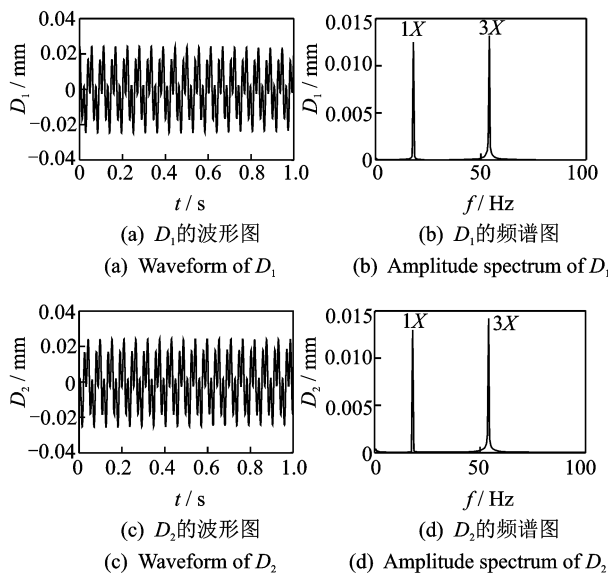 0.04
0.02
0
−0.02
−0.04
D₁ / mm
0 0.2 0.4 0.6 0.8 1.0
t / s
(a) D₁的波形图
(a) Waveform of D₁
0.015
0.010
0.005
0
D₁ / mm
1X
3X
50 100
f / Hz
(b) D₁的频谱图
(b) Amplitude spectrum of D₁
0.04
0.02
0
−0.02
−0.04
D₂ / mm
0 0.2 0.4 0.6 0.8 1.0
t / s
(c) D₂的波形图
(c) Waveform of D₂
0.015
0.010
0.005
0
D₂ / mm
1X
3X
0 50 100
f / Hz
(d) D₂的频谱图
(d) Amplitude spectrum of D₂